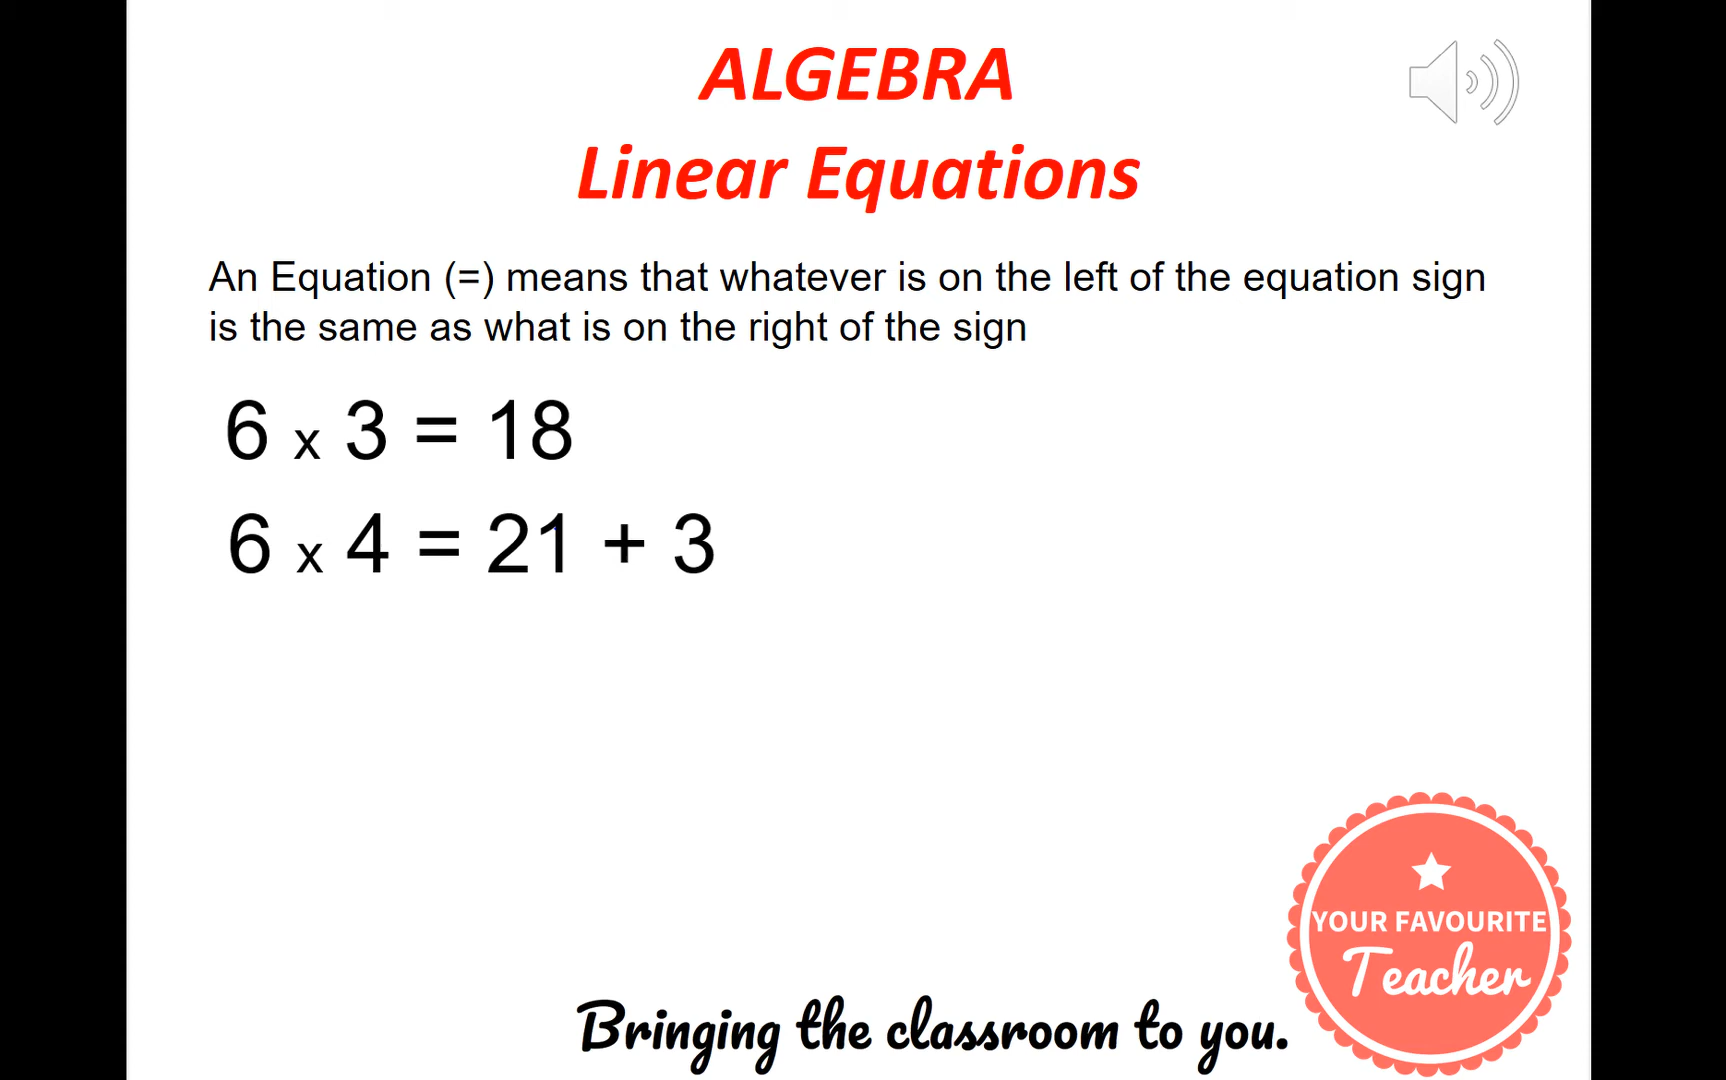 ALGEBRA
Linear Equations
An Equation (=) means that whatever is on the left of the equation sign
is the same as what is on the right of the sign
6 x 3 = 18
6 x 4 = 21 + 3
YOUR FAVOURITE
Teacher
Bringing the classroom to you.